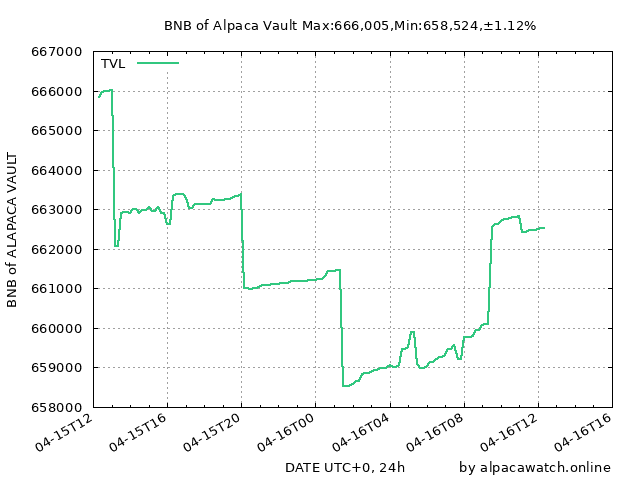 BNB of Alpaca Vault Max:666,005,Min:658,524,±1.12%
TVL
667000
666000
665000
664000
663000
662000
661000
660000
659000
658000
BNB of ALAPACA VAULT
04-15T12
04-15T16
04-15T20
04-16T00
04-16T04
04-16T08
04-16T12
04-16T16
DATE UTC+0, 24h
by alpacawatch.online